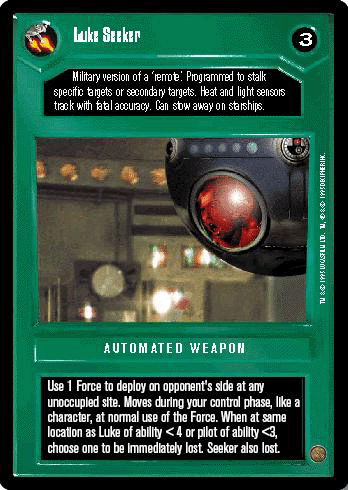 Luke Seeker
3
Military version of a 'remote'. Programmed to stalk
specific targets or secondary targets. Heat and light sensors
track with fatal accuracy. Can stow away on starships.
AUTOMATED WEAPON
Use 1 Force to deploy on opponent's side at any
unoccupied site. Moves during your control phase, like a
character, at normal use of the Force. When at same
location as Luke of ability < 4 or pilot of ability <3,
choose one to be immediately lost. Seeker also lost.